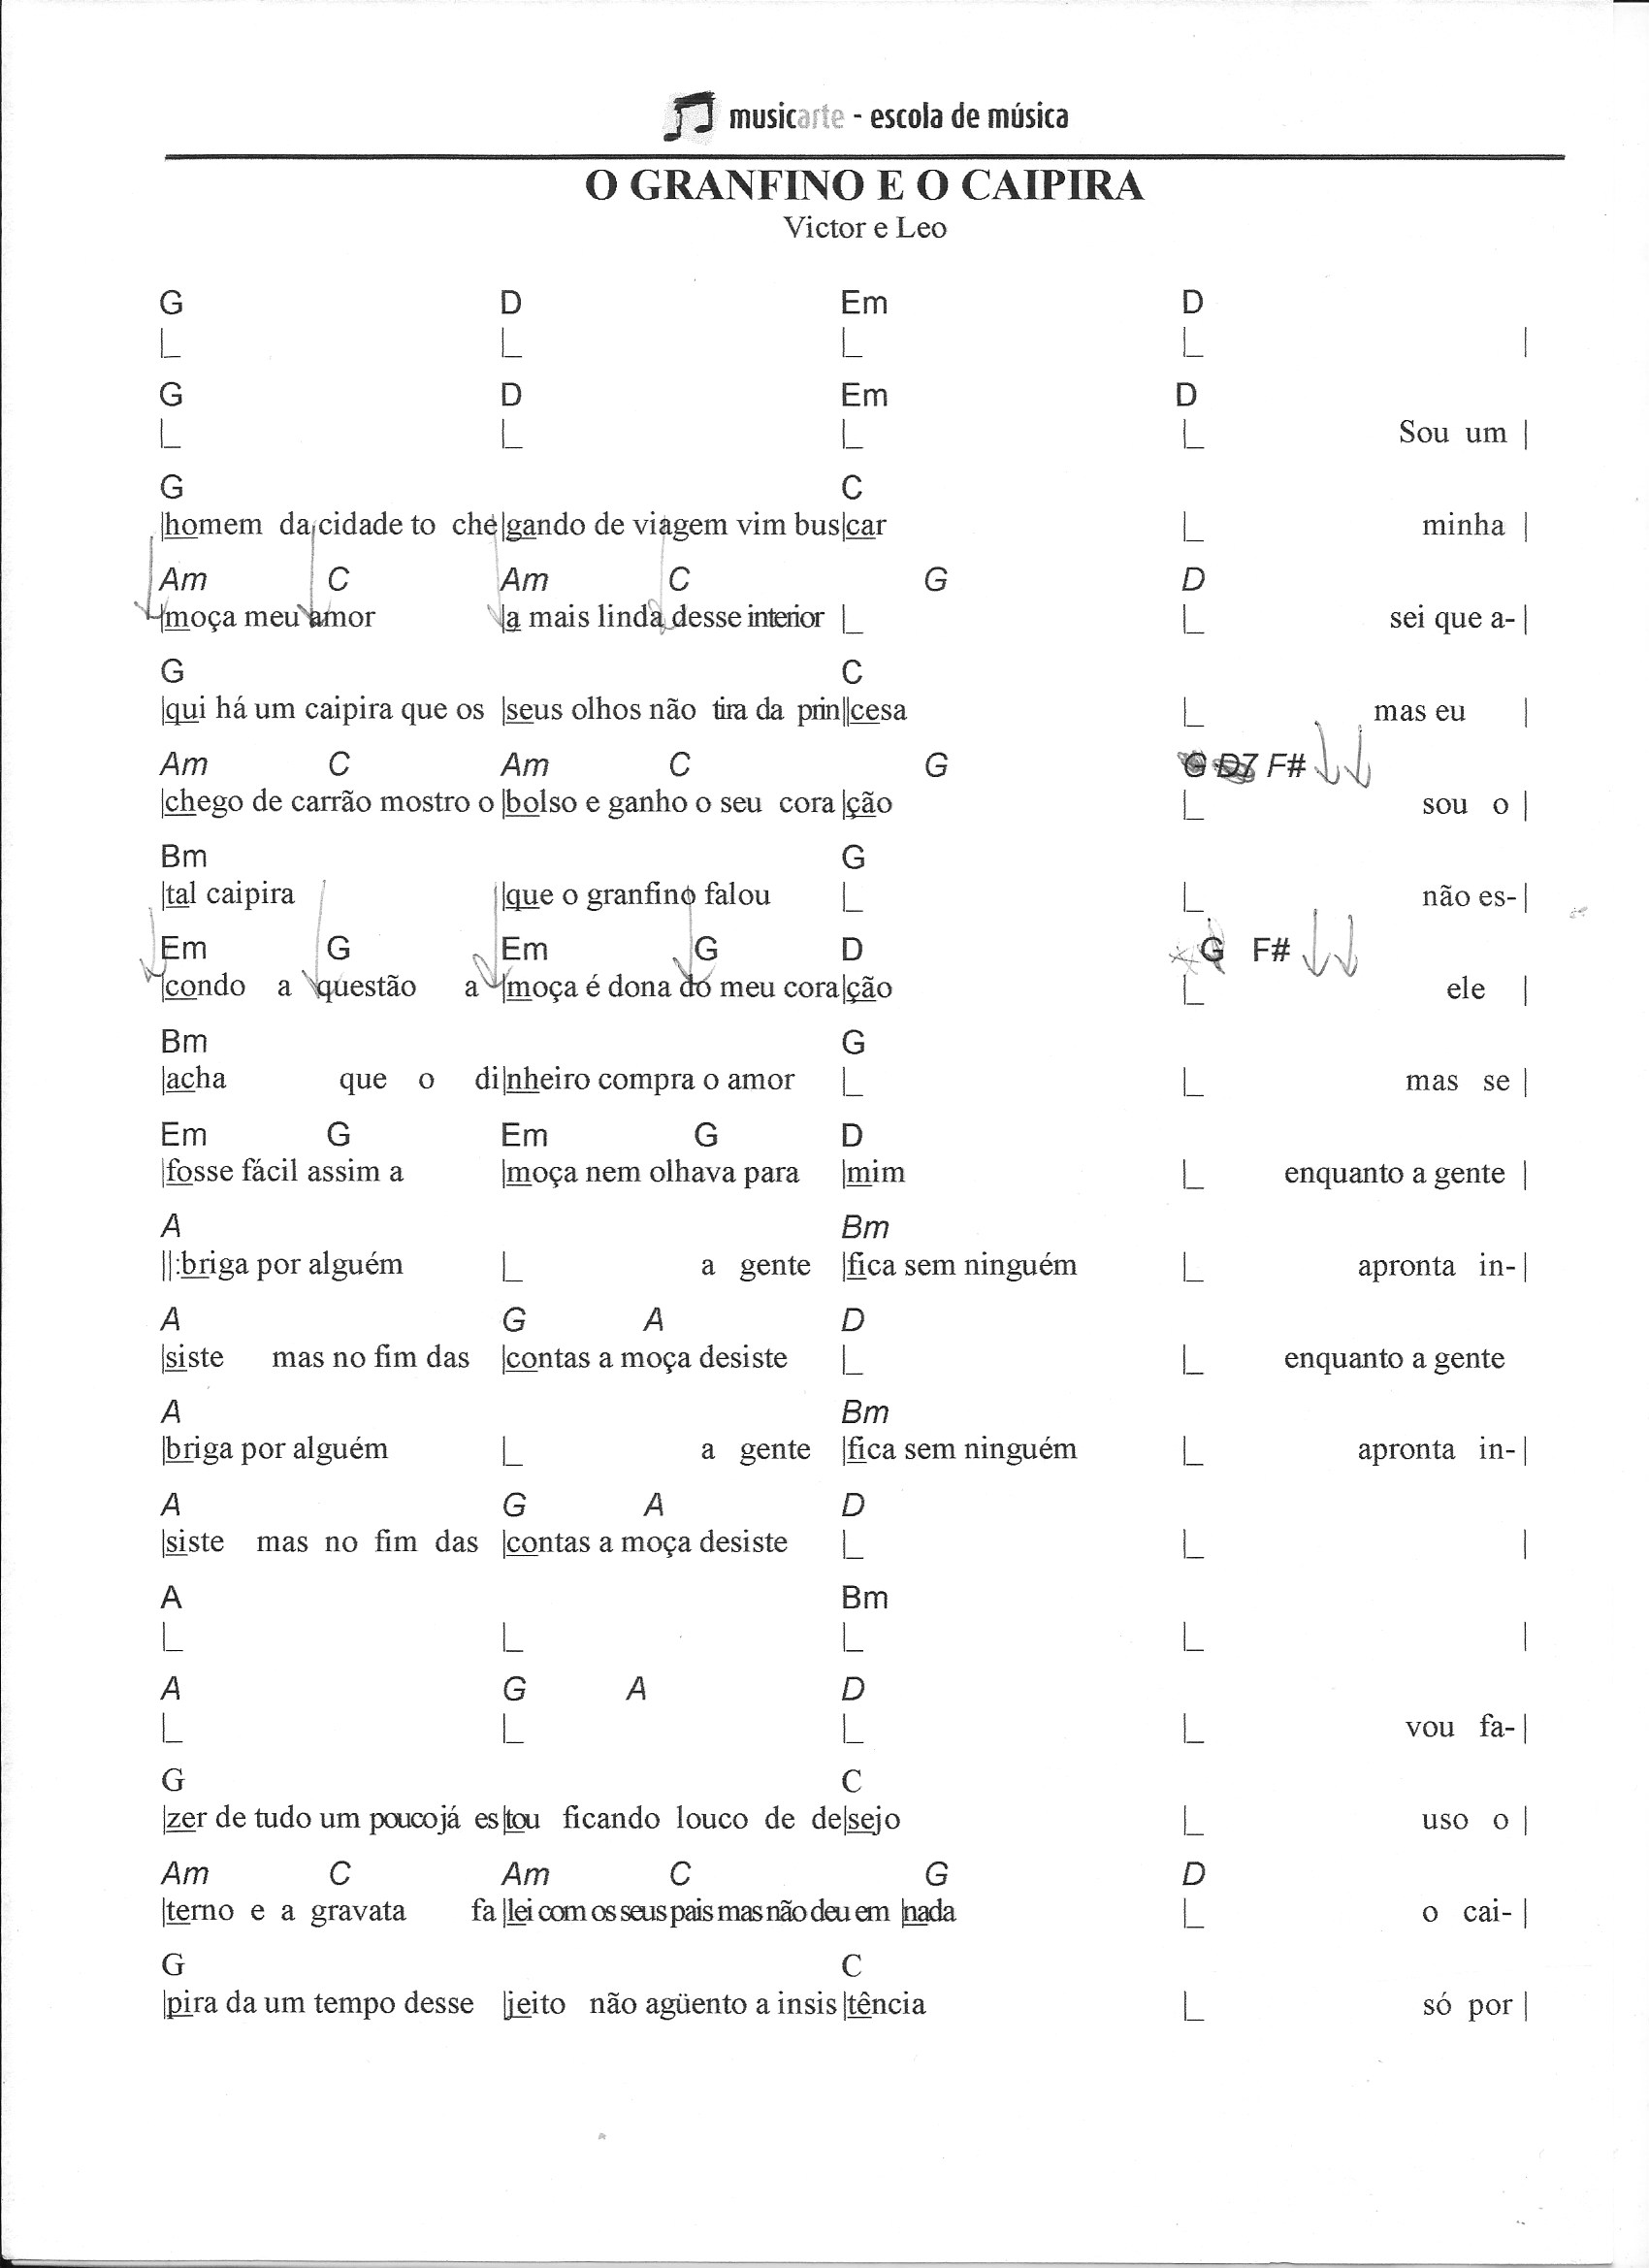 musicarte - escola de música
O GRANFINO E O CAIPIRA
Victor e Leo
G D Em D
|_ |_ |_ |_ |
G D Em D
|_ |_ |_ |_ Sou um |
G C
|homem da cidade to che|gando de viagem vim bus|car |_ minha |
Am C Am C G D
|moça meu amor |a mais linda desse interior |_ |_ sei que a- |
G C
|qui há um caipira que os |seus olhos não tira da prin||cesa |_ mas eu |
Am C Am C G G D7 F#
|chego de carrão mostro o |bolso e ganho o seu cora |ção |_ sou o |
Bm G
|tal caipira |que o granfino falou |_ |_ não es- |
Em G Em G D G F#
|condo a questão a |moça é dona do meu cora|ção |_ ele |
Bm G
|acha que o di|nheiro compra o amor |_ |_ mas se |
Em G Em G D
|fosse fácil assim a |moça nem olhava para |mim |_ enquanto a gente |
A Bm
||:briga por alguém |_ a gente |fica sem ninguém |_ apronta in- |
A G A D
|siste mas no fim das |contas a moça desiste |_ |_ enquanto a gente
A Bm
|briga por alguém |_ a gente |fica sem ninguém |_ apronta in- |
A G A D
|siste mas no fim das |contas a moça desiste |_ |_ |
A Bm
|_ |_ |_ |_ |
A G A D
|_ |_ |_ |_ vou fa- |
G C
|zer de tudo um pouco já es|tou ficando louco de de|sejo |_ uso o |
Am C Am C G D
|terno e a gravata fa |lei com os seus pais mas não deu em |nada |_ o cai- |
G C
|pira da um tempo desse |jeito não agüento a insis |tência |_ só por |